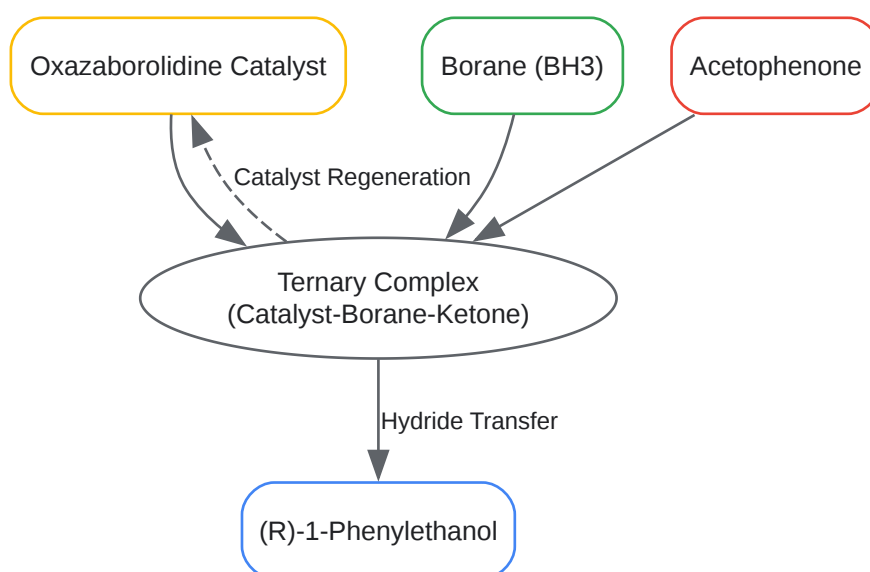 Oxazaborolidine Catalyst
Borane (BH3)
Acetophenone
Catalyst Regeneration
Ternary Complex
(Catalyst-Borane-Ketone)
Hydride Transfer
(R)-1-Phenylethanol